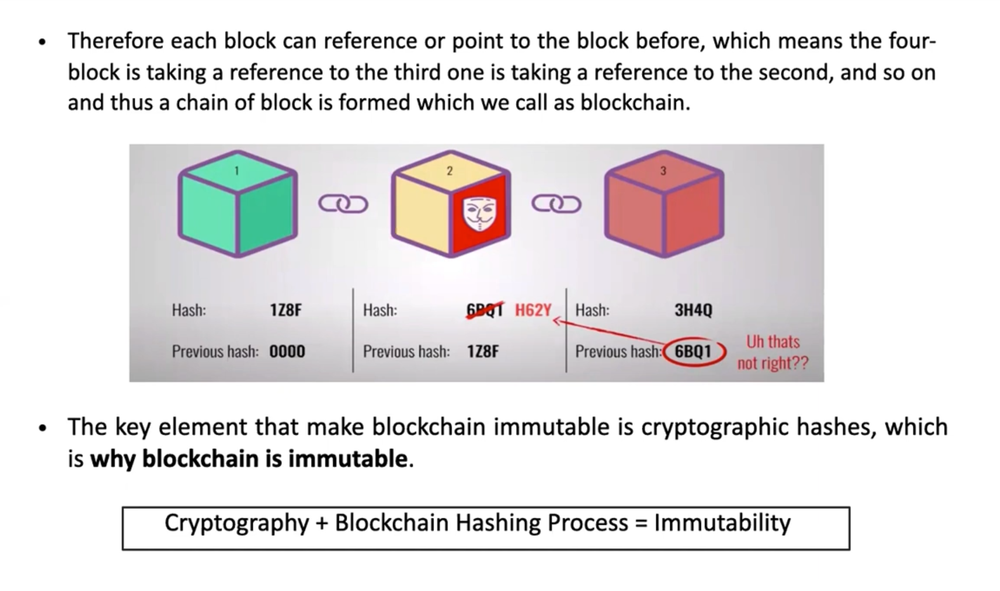 • Therefore each block can reference or point to the block before, which means the four-
block is taking a reference to the third one is taking a reference to the second, and so on
and thus a chain of block is formed which we call as blockchain.
1
2
3
Hash: 1Z8F
Hash: 6BQ1 H62Y
Hash: 3H4Q
Previous hash: 0000
Previous hash: 1Z8F
Previous hash: 6BQ1
Uh thats
not right??
• The key element that make blockchain immutable is cryptographic hashes, which
is why blockchain is immutable.
Cryptography + Blockchain Hashing Process = Immutability